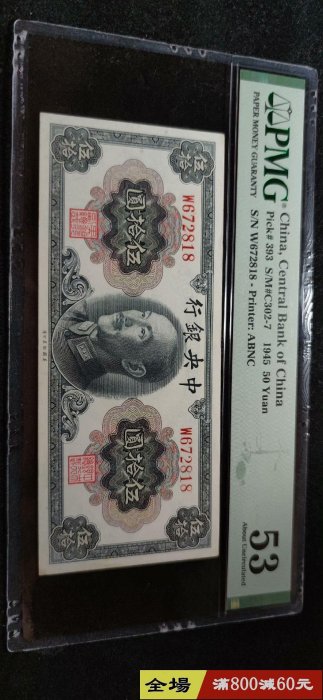 PMG
PAPER MONEY GUARANTY
China, Central Bank of China
Pick# 393 S/M#C302-7 1945 50 Yuan
S/N W672818 - Printer: ABNC
53
About Uncirculated
行銀央中
W672818
W672818
圓拾伍
圓拾伍
伍拾
伍拾
伍拾
伍拾
全場
滿800減60元